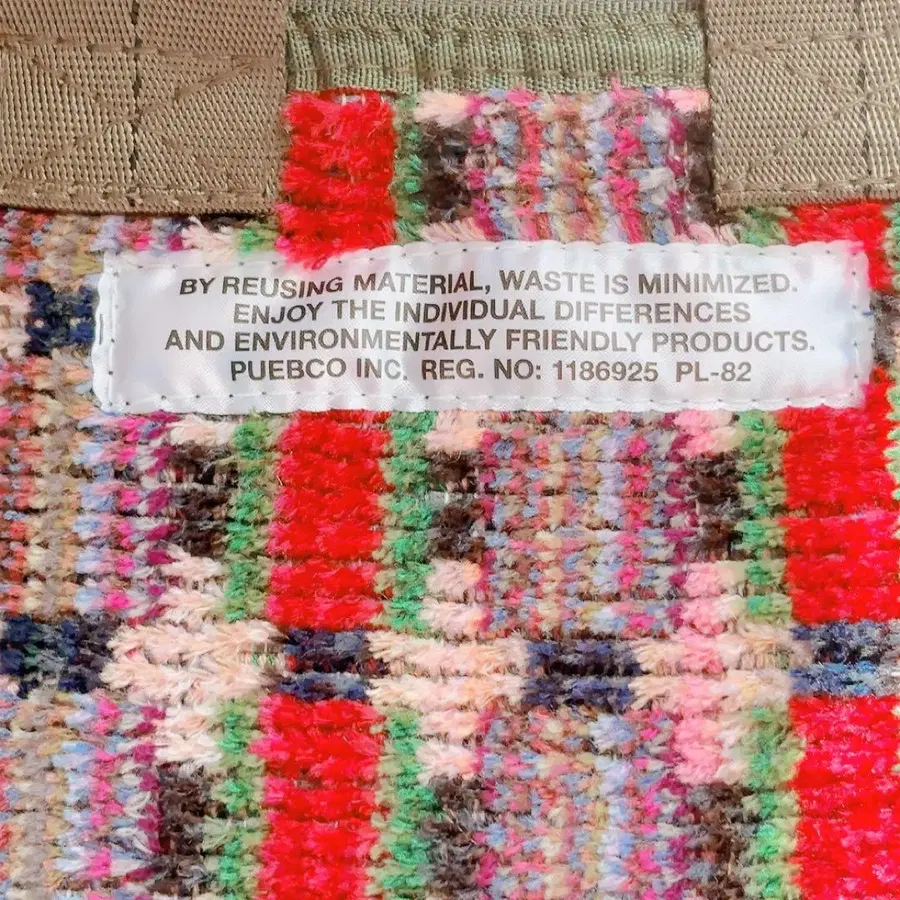 BY REUSING MATERIAL, WASTE IS MINIMIZED.
ENJOY THE INDIVIDUAL DIFFERENCES
AND ENVIRONMENTALLY FRIENDLY PRODUCTS.
PUEBCO INC. REG. NO: 1186925 PL-82